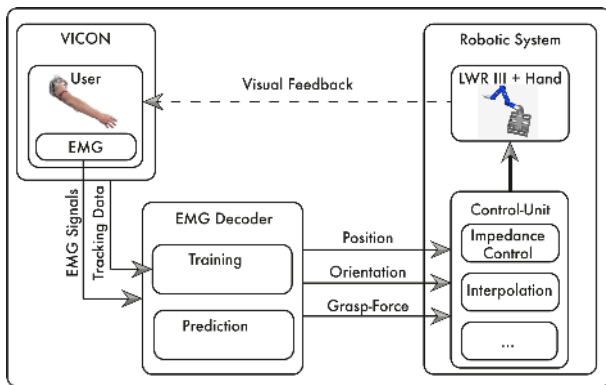 VICON
User
EMG
EMG Signals
Tracking Data
Visual Feedback
EMG Decoder
Training
Prediction
Position
Orientation
Grasp-Force
Robotic System
LWR III + Hand
Control-Unit
Impedance
Control
Interpolation
...